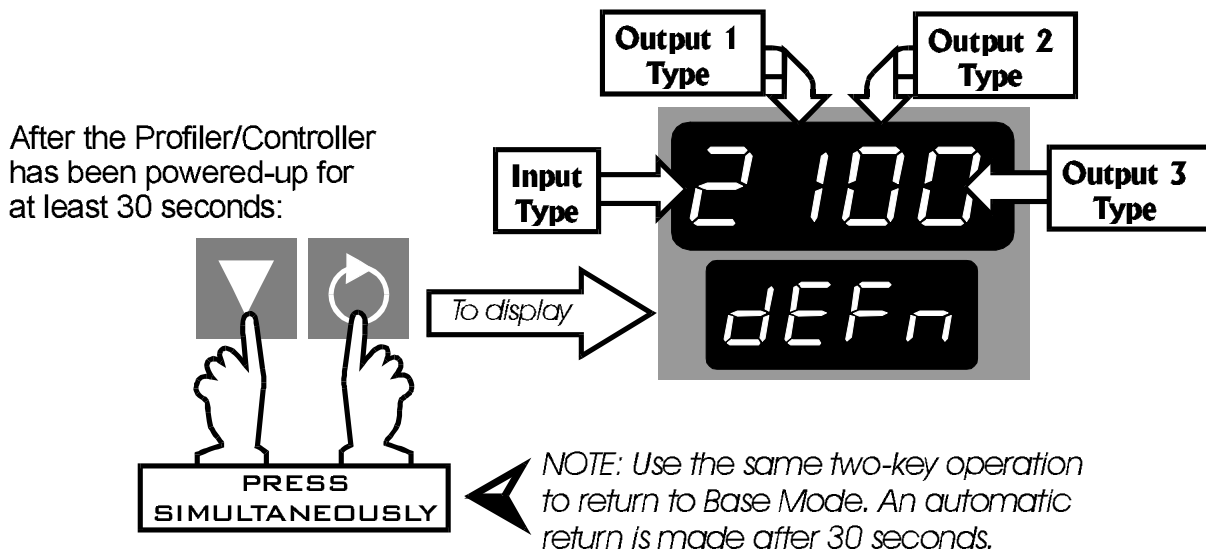 Output 1
Type
Output 2
Type
After the Profiler/Controller
has been powered-up for
at least 30 seconds:
Input
Type
2100
Output 3
Type
To display
dEFn
PRESS
SIMULTANEOUSLY
NOTE: Use the same two-key operation
to return to Base Mode. An automatic
return is made after 30 seconds.